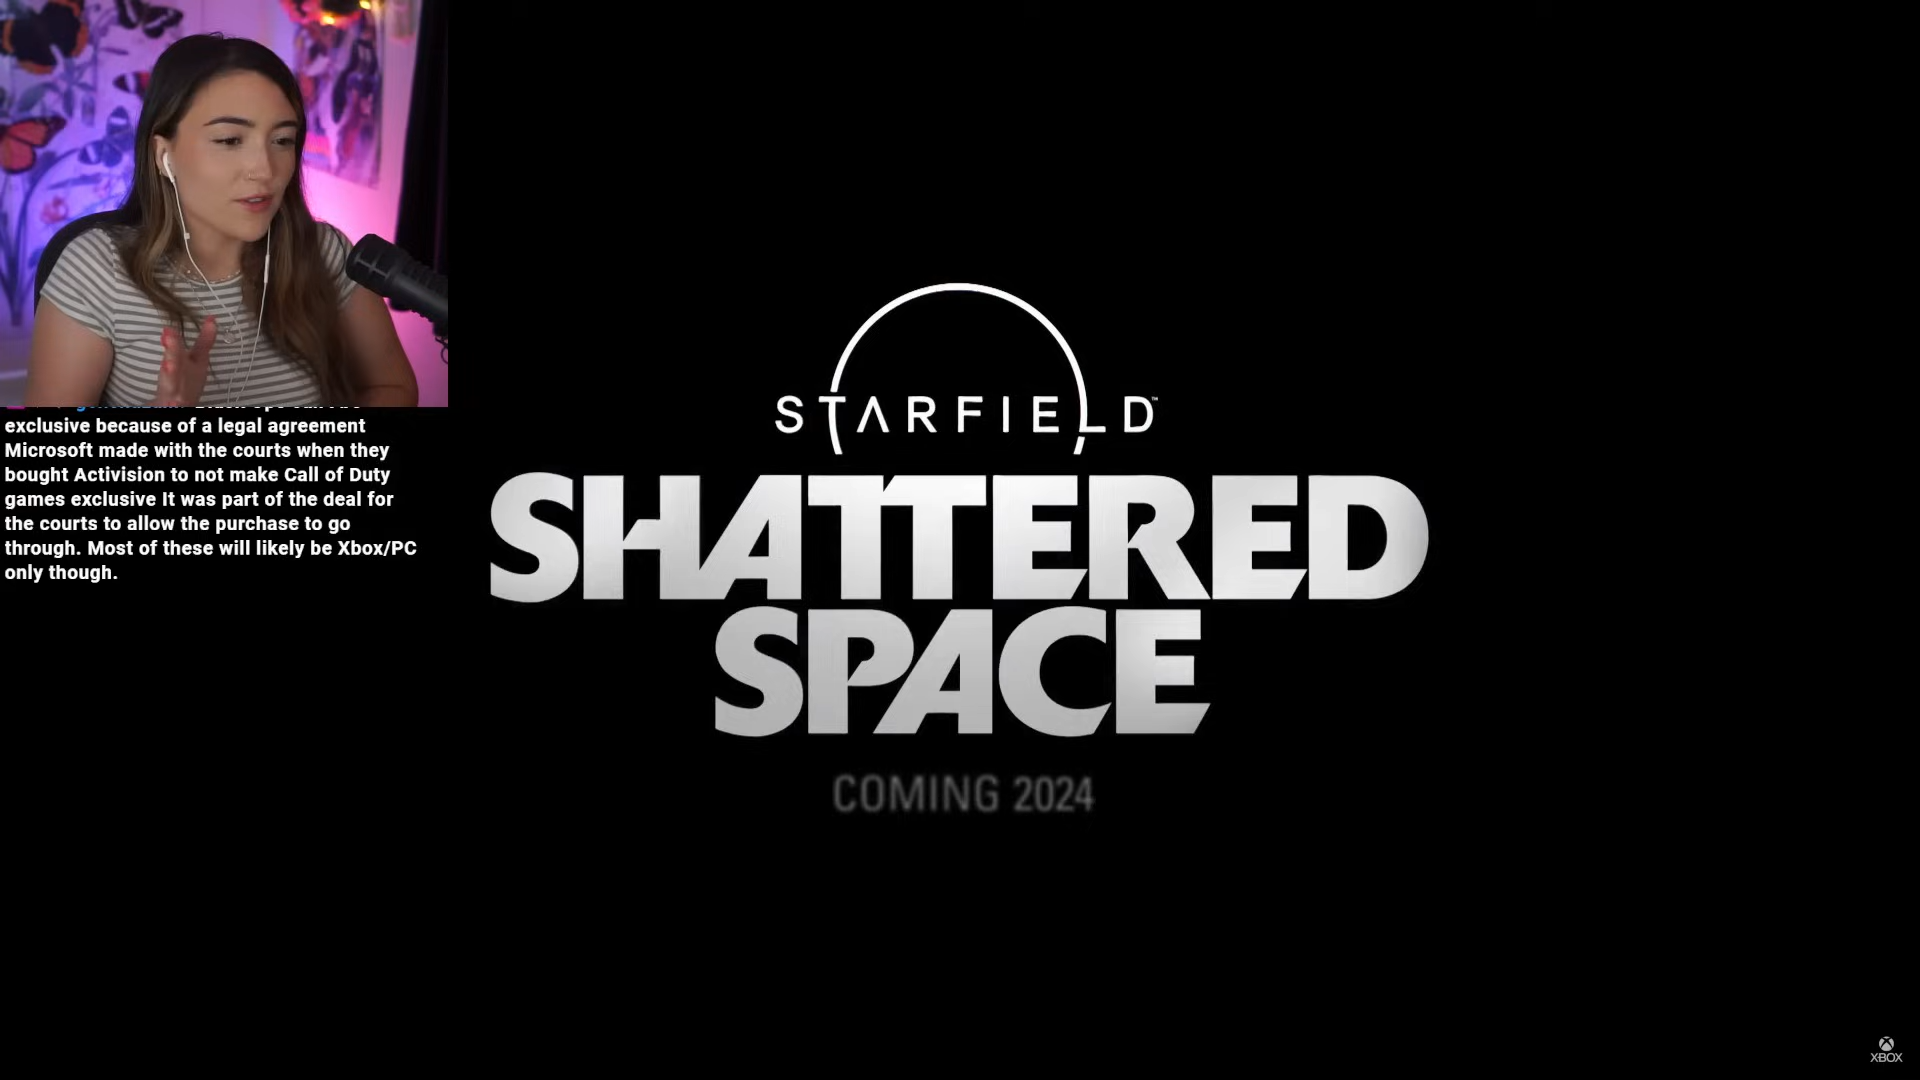 exclusive because of a legal agreement
Microsoft made with the courts when they
bought Activision to not make Call of Duty
games exclusive It was part of the deal for
the courts to allow the purchase to go
through. Most of these will likely be Xbox/PC
only though.
STARFIELD™
SHATTERED
SPACE
COMING 2024
XBOX